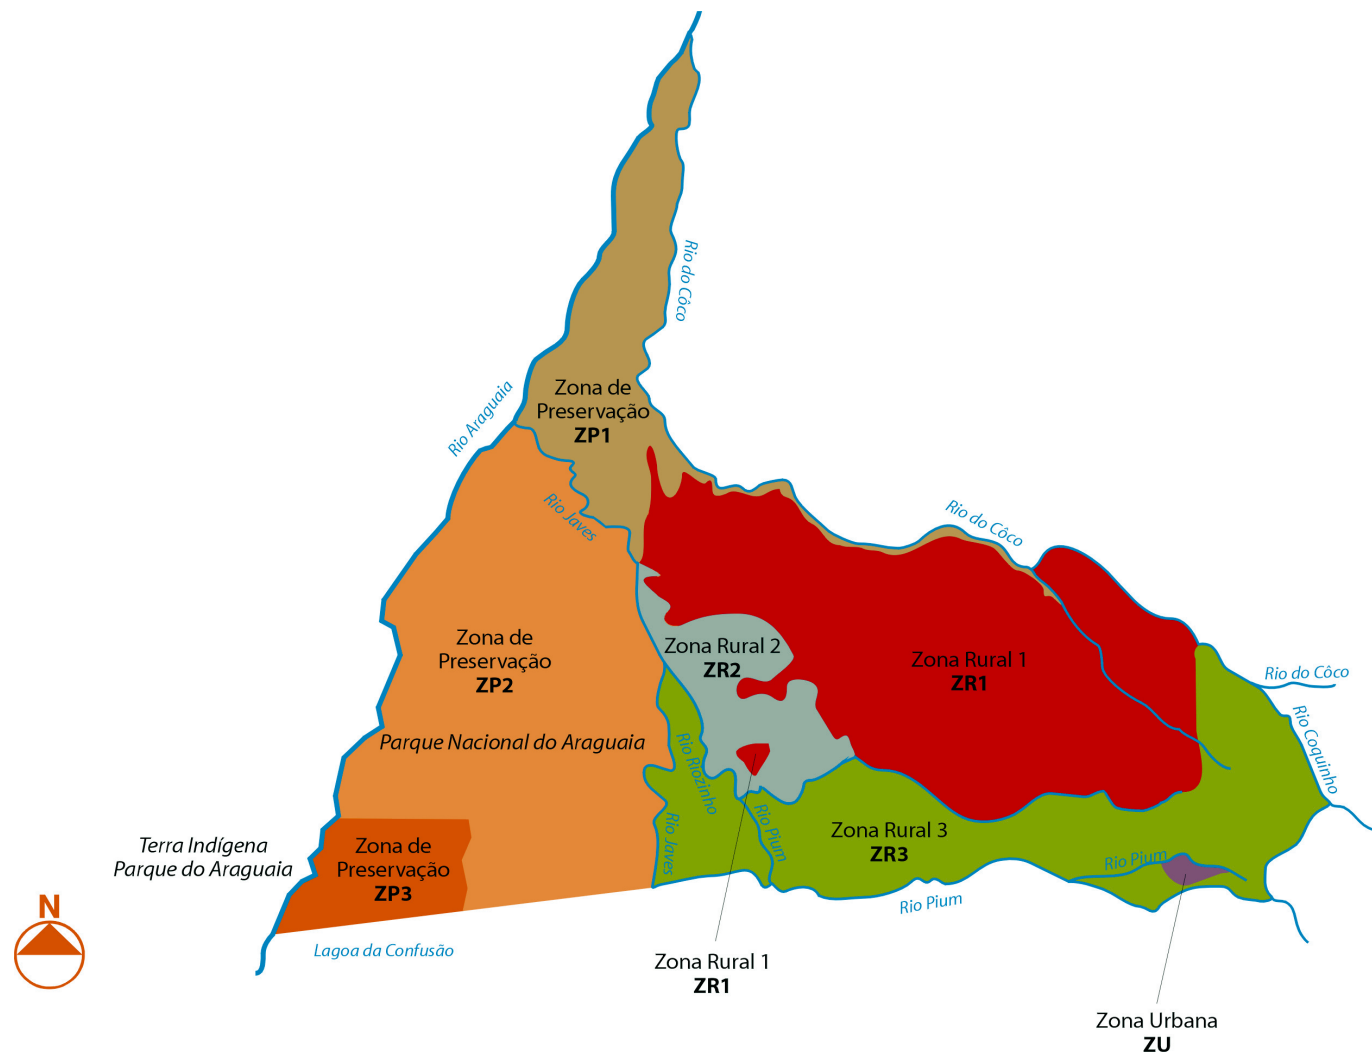 Rio do Côco
Zona de
Preservação
ZP1
Rio Araguaia
Rio Javes
Rio do Côco
Zona de
Preservação
ZP2
Zona Rural 2
ZR2
Zona Rural 1
ZR1
Rio do Côco
Rio Coquinho
Parque Nacional do Araguaia
Rio Riozinho
Terra Indígena
Parque do Araguaia
Zona de
Preservação
ZP3
Rio Javes
Rio Pium
Zona Rural 3
ZR3
Rio Pium
Rio Pium
N
Lagoa da Confusão
Zona Rural 1
ZR1
Zona Urbana
ZU